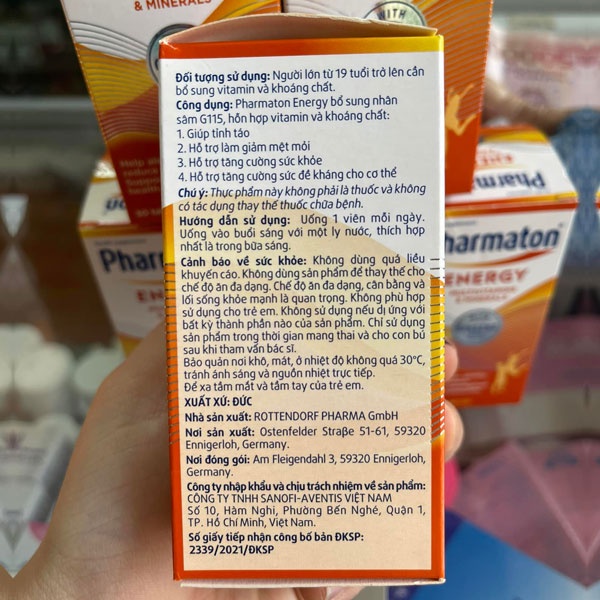 & MINERALS
WITH
Đối tượng sử dụng: Người lớn từ 19 tuổi trở lên cần
bổ sung vitamin và khoáng chất.
Công dụng: Pharmaton Energy bổ sung nhân
sâm G115, hỗn hợp vitamin và khoáng chất:
1. Giúp tỉnh táo
2. Hỗ trợ làm giảm mệt mỏi
3. Hỗ trợ tăng cường sức khỏe
4. Hỗ trợ tăng cường sức đề kháng cho cơ thể
Chú ý: Thực phẩm này không phải là thuốc và không
có tác dụng thay thế thuốc chữa bệnh.
Hướng dẫn sử dụng: Uống 1 viên mỗi ngày.
Uống vào buổi sáng với một ly nước, thích hợp
nhất là trong bữa sáng.
Cảnh báo về sức khỏe: Không dùng quá liều
khuyến cáo. Không dùng sản phẩm để thay thế cho
chế độ ăn đa dạng. Chế độ ăn đa dạng, cân bằng và
lối sống khỏe mạnh là quan trọng. Không phù hợp
sử dụng cho trẻ em. Không sử dụng nếu dị ứng với
bất kỳ thành phần nào của sản phẩm. Chỉ sử dụng
sản phẩm trong thời gian mang thai và cho con bú
sau khi tham vấn bác sĩ.
Bảo quản nơi khô, mát, ở nhiệt độ không quá 30°C,
tránh ánh sáng và nguồn nhiệt trực tiếp.
Để xa tầm mắt và tầm tay của trẻ em.
XUẤT XỨ: ĐỨC
Nhà sản xuất: ROTTENDORF PHARMA GmbH
Nơi sản xuất: Ostenfelder Straße 51-61, 59320
Ennigerloh, Germany.
Nơi đóng gói: Am Fleigendahl 3, 59320 Ennigerloh,
Germany.
Công ty nhập khẩu và chịu trách nhiệm về sản phẩm:
CÔNG TY TNHH SANOFI-AVENTIS VIỆT NAM
Số 10, Hàm Nghi, Phường Bến Nghé, Quận 1,
TP. Hồ Chí Minh, Việt Nam.
Số giấy tiếp nhận công bố bản ĐKSP:
2339/2021/ĐKSP
Pharm
EN
Pharma
harmaton
ENERGY